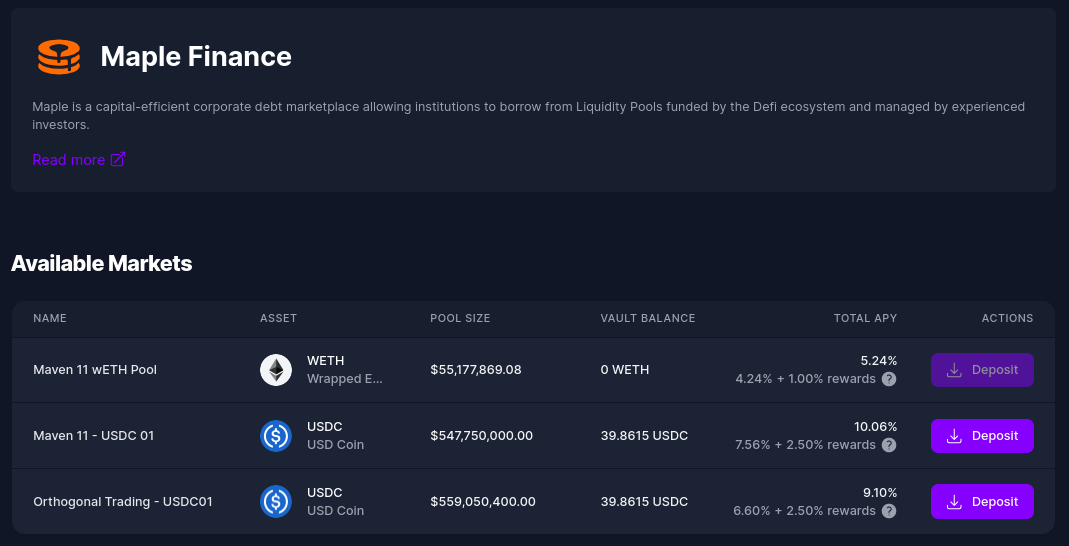 Maple Finance
Maple is a capital-efficient corporate debt marketplace allowing institutions to borrow from Liquidity Pools funded by the Defi ecosystem and managed by experienced
investors.
Read more
Available Markets
NAME ASSET POOL SIZE VAULT BALANCE TOTAL APY ACTIONS
Maven 11 wETH Pool WETH $55,177,869.08 0 WETH 5.24% Deposit
Wrapped E... 4.24% + 1.00% rewards ?
Maven 11 - USDC 01 USDC $547,750,000.00 39.8615 USDC 10.06% Deposit
USD Coin 7.56% + 2.50% rewards ?
Orthogonal Trading - USDC01 USDC $559,050,400.00 39.8615 USDC 9.10% Deposit
USD Coin 6.60% + 2.50% rewards ?